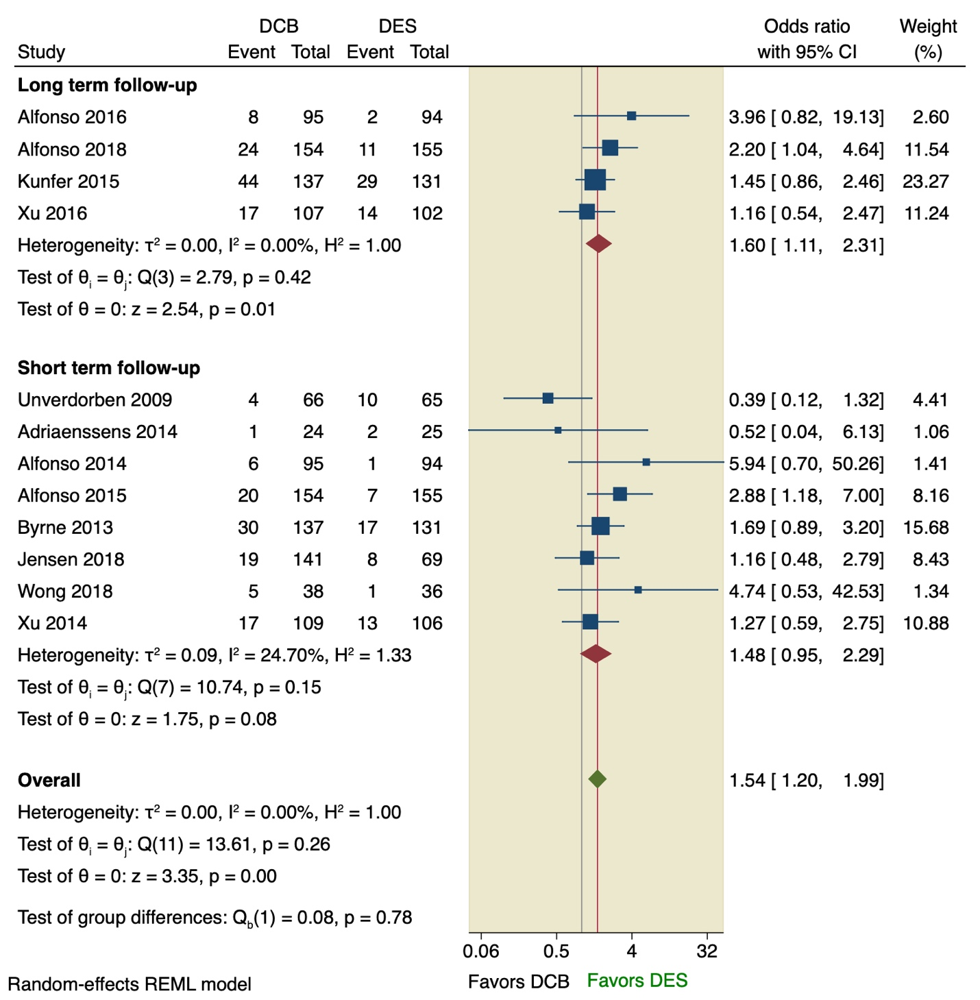 DCB DES Odds ratio Weight
Study Event Total Event Total with 95% CI (%)
Long term follow-up
Alfonso 2016 8 95 2 94 3.96 [ 0.82, 19.13] 2.60
Alfonso 2018 24 154 11 155 2.20 [ 1.04, 4.64] 11.54
Kunfer 2015 44 137 29 131 1.45 [ 0.86, 2.46] 23.27
Xu 2016 17 107 14 102 1.16 [ 0.54, 2.47] 11.24
Heterogeneity: τ² = 0.00, I² = 0.00%, H² = 1.00 1.60 [ 1.11, 2.31]
Test of θᵢ = θⱼ: Q(3) = 2.79, p = 0.42
Test of θ = 0: z = 2.54, p = 0.01
Short term follow-up
Unverdorben 2009 4 66 10 65 0.39 [ 0.12, 1.32] 4.41
Adriaenssens 2014 1 24 2 25 0.52 [ 0.04, 6.13] 1.06
Alfonso 2014 6 95 1 94 5.94 [ 0.70, 50.26] 1.41
Alfonso 2015 20 154 7 155 2.88 [ 1.18, 7.00] 8.16
Byrne 2013 30 137 17 131 1.69 [ 0.89, 3.20] 15.68
Jensen 2018 19 141 8 69 1.16 [ 0.48, 2.79] 8.43
Wong 2018 5 38 1 36 4.74 [ 0.53, 42.53] 1.34
Xu 2014 17 109 13 106 1.27 [ 0.59, 2.75] 10.88
Heterogeneity: τ² = 0.09, I² = 24.70%, H² = 1.33 1.48 [ 0.95, 2.29]
Test of θᵢ = θⱼ: Q(7) = 10.74, p = 0.15
Test of θ = 0: z = 1.75, p = 0.08
Overall 1.54 [ 1.20, 1.99]
Heterogeneity: τ² = 0.00, I² = 0.00%, H² = 1.00
Test of θᵢ = θⱼ: Q(11) = 13.61, p = 0.26
Test of θ = 0: z = 3.35, p = 0.00
Test of group differences: Q_b(1) = 0.08, p = 0.78
0.06 0.5 4 32
Favors DCB Favors DES
Random-effects REML model